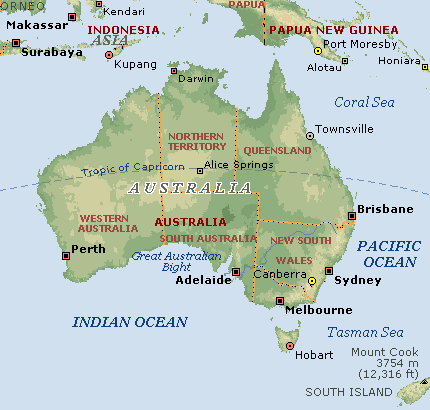 ORNEO
Kendari
PAPUA
Makassar
INDONESIA
PAPUA NEW GUINEA
ASIA
Port Moresby
Surabaya
Kupang
Alotau
Honiara
Darwin
Coral Sea
Townsville
NORTHERN
TERRITORY
QUEENSLAND
Tropic of Capricorn
Alice Springs
AUSTRALIA
Brisbane
WESTERN
AUSTRALIA
AUSTRALIA
SOUTH AUSTRALIA
NEW SOUTH
WALES
PACIFIC
OCEAN
Perth
Great Australian
Bight
Adelaide
Canberra
Sydney
Melbourne
INDIAN OCEAN
Tasman Sea
Hobart
Mount Cook
3754 m
(12,316 ft)
SOUTH ISLAND